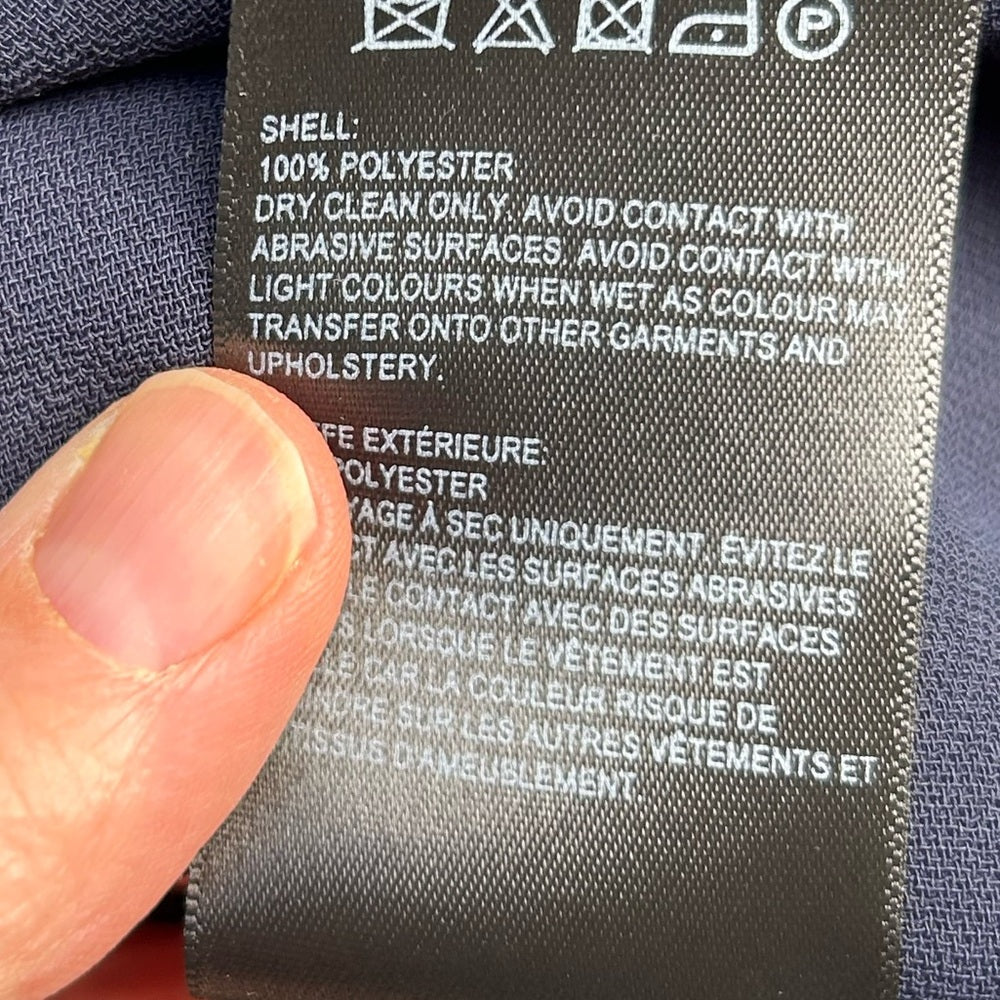 P
SHELL:
100% POLYESTER
DRY CLEAN ONLY. AVOID CONTACT WITH
ABRASIVE SURFACES. AVOID CONTACT WITH
LIGHT COLOURS WHEN WET AS COLOUR MAY
TRANSFER ONTO OTHER GARMENTS AND
UPHOLSTERY.
EXTÉRIEURE:
POLYESTER
À SEC UNIQUEMENT. ÉVITEZ LE
AVEC LES SURFACES ABRASIVES
LE CONTACT AVEC DES SURFACES
LORSQUE LE VÊTEMENT EST
CAR LA COULEUR RISQUE DE
SUR LES AUTRES VÊTEMENTS ET
D'AMEUBLEMENT